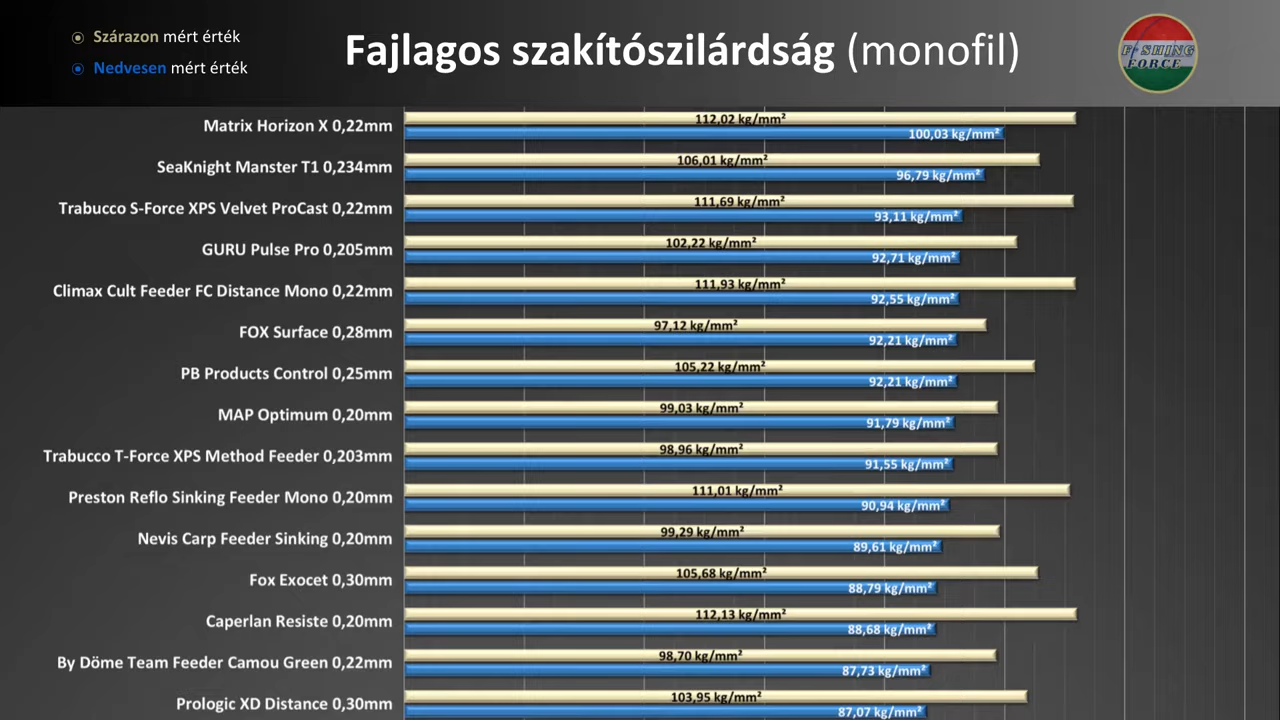 Szárazon mért érték
Nedvesen mért érték
Fajlagos szakítószilárdság (monofil)
FISHING
FORCE
Matrix Horizon X 0,22mm
112,02 kg/mm²
100,03 kg/mm²
SeaKnight Manster T1 0,234mm
106,01 kg/mm²
96,79 kg/mm²
Trabucco S-Force XPS Velvet ProCast 0,22mm
111,69 kg/mm²
93,11 kg/mm²
GURU Pulse Pro 0,205mm
102,22 kg/mm²
92,71 kg/mm²
Climax Cult Feeder FC Distance Mono 0,22mm
111,93 kg/mm²
92,55 kg/mm²
FOX Surface 0,28mm
97,12 kg/mm²
92,21 kg/mm²
PB Products Control 0,25mm
105,22 kg/mm²
92,21 kg/mm²
MAP Optimum 0,20mm
99,03 kg/mm²
91,79 kg/mm²
Trabucco T-Force XPS Method Feeder 0,203mm
98,96 kg/mm²
91,55 kg/mm²
Preston Reflo Sinking Feeder Mono 0,20mm
111,01 kg/mm²
90,94 kg/mm²
Nevis Carp Feeder Sinking 0,20mm
99,29 kg/mm²
89,61 kg/mm²
Fox Exocet 0,30mm
105,68 kg/mm²
88,79 kg/mm²
Caperlan Resiste 0,20mm
112,13 kg/mm²
88,68 kg/mm²
By Döme Team Feeder Camou Green 0,22mm
98,70 kg/mm²
87,73 kg/mm²
Prologic XD Distance 0,30mm
103,95 kg/mm²
87,07 kg/mm²